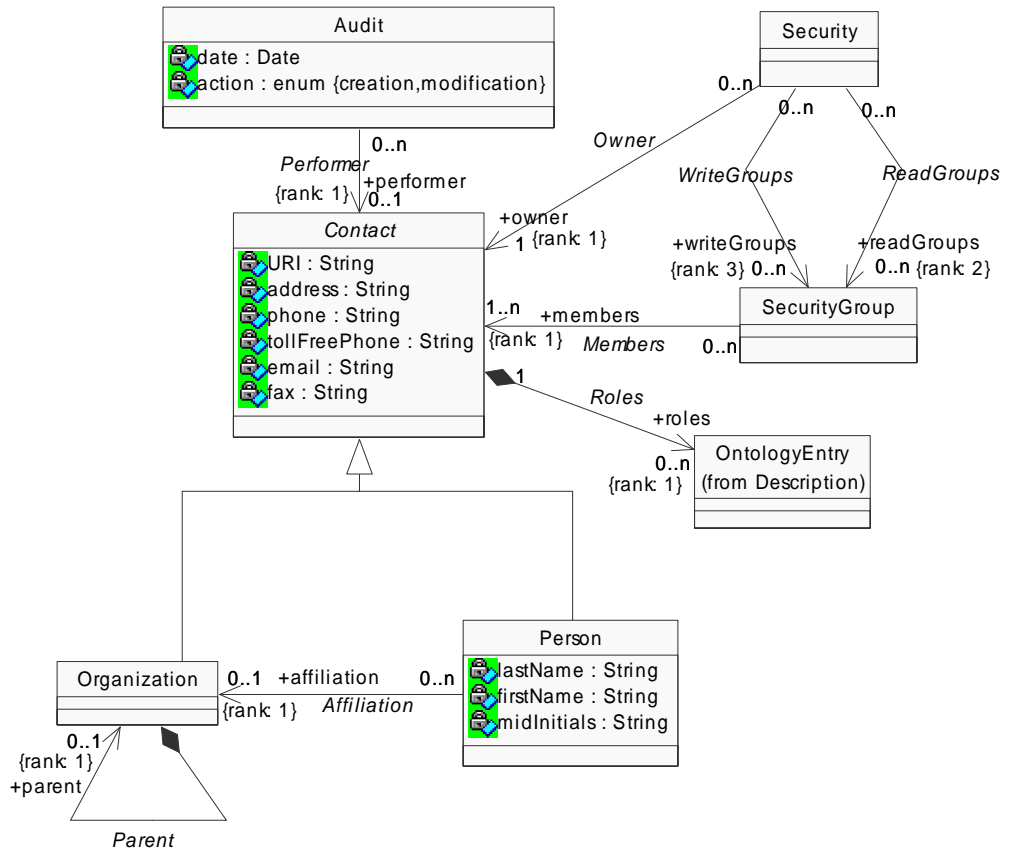 Audit
date : Date
action : enum {creation,modification}
Security
0..n
0..n
0..n
0..n
Owner
Performer
WriteGroups
ReadGroups
{rank: 1}
+performer
0..1
+owner
1
{rank: 1}
+writeGroups
{rank: 3}
0..n
+readGroups
0..n
{rank: 2}
Contact
URI : String
address : String
phone : String
tollFreePhone : String
email : String
fax : String
SecurityGroup
1..n
+members
{rank: 1}
Members
0..n
1
Roles
+roles
0..n
{rank: 1}
OntologyEntry
(from Description)
Person
lastName : String
firstName : String
midInitials : String
Organization
0..1
+affiliation
0..n
{rank: 1}
Affiliation
0..1
{rank: 1}
+parent
Parent